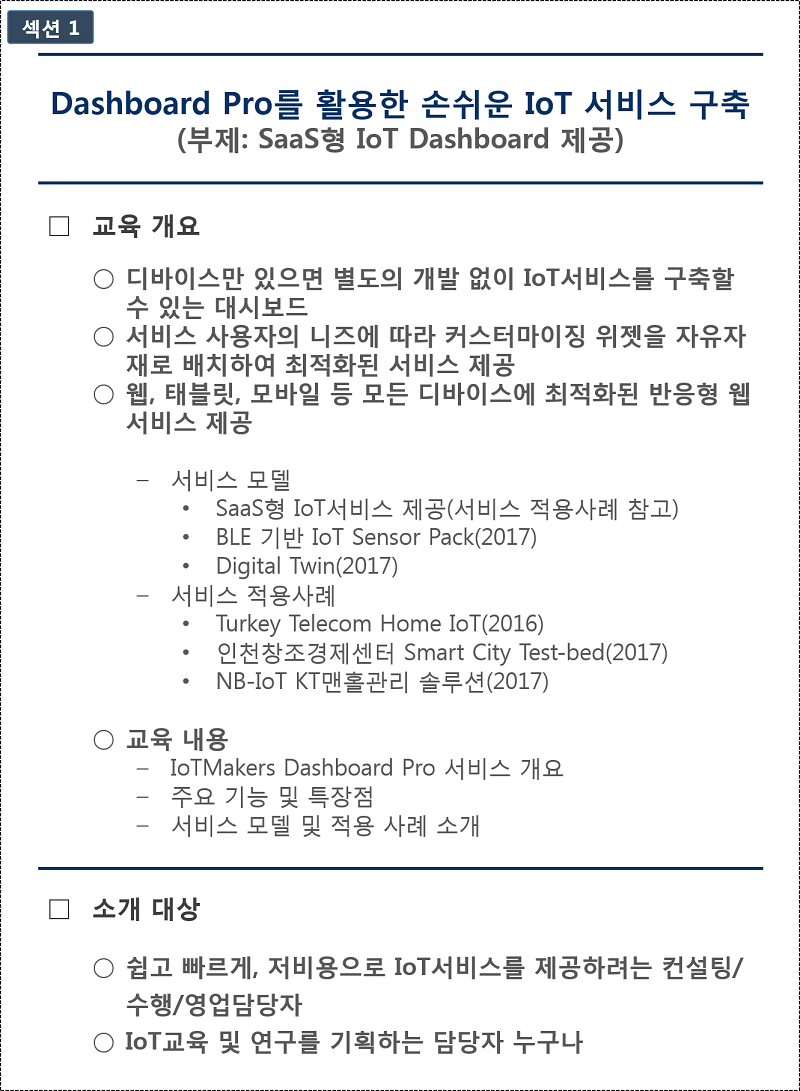 섹션 1
Dashboard Pro를 활용한 손쉬운 IoT 서비스 구축
(부제: SaaS형 IoT Dashboard 제공)
□ 교육 개요
○ 디바이스만 있으면 별도의 개발 없이 IoT서비스를 구축할
수 있는 대시보드
○ 서비스 사용자의 니즈에 따라 커스터마이징 위젯을 자유자
재로 배치하여 최적화된 서비스 제공
○ 웹, 태블릿, 모바일 등 모든 디바이스에 최적화된 반응형 웹
서비스 제공
− 서비스 모델
• SaaS형 IoT서비스 제공(서비스 적용사례 참고)
• BLE 기반 IoT Sensor Pack(2017)
• Digital Twin(2017)
− 서비스 적용사례
• Turkey Telecom Home IoT(2016)
• 인천창조경제센터 Smart City Test-bed(2017)
• NB-IoT KT맨홀관리 솔루션(2017)
○ 교육 내용
− IoTMakers Dashboard Pro 서비스 개요
− 주요 기능 및 특장점
− 서비스 모델 및 적용 사례 소개
□ 소개 대상
○ 쉽고 빠르게, 저비용으로 IoT서비스를 제공하려는 컨설팅/
수행/영업담당자
○ IoT교육 및 연구를 기획하는 담당자 누구나